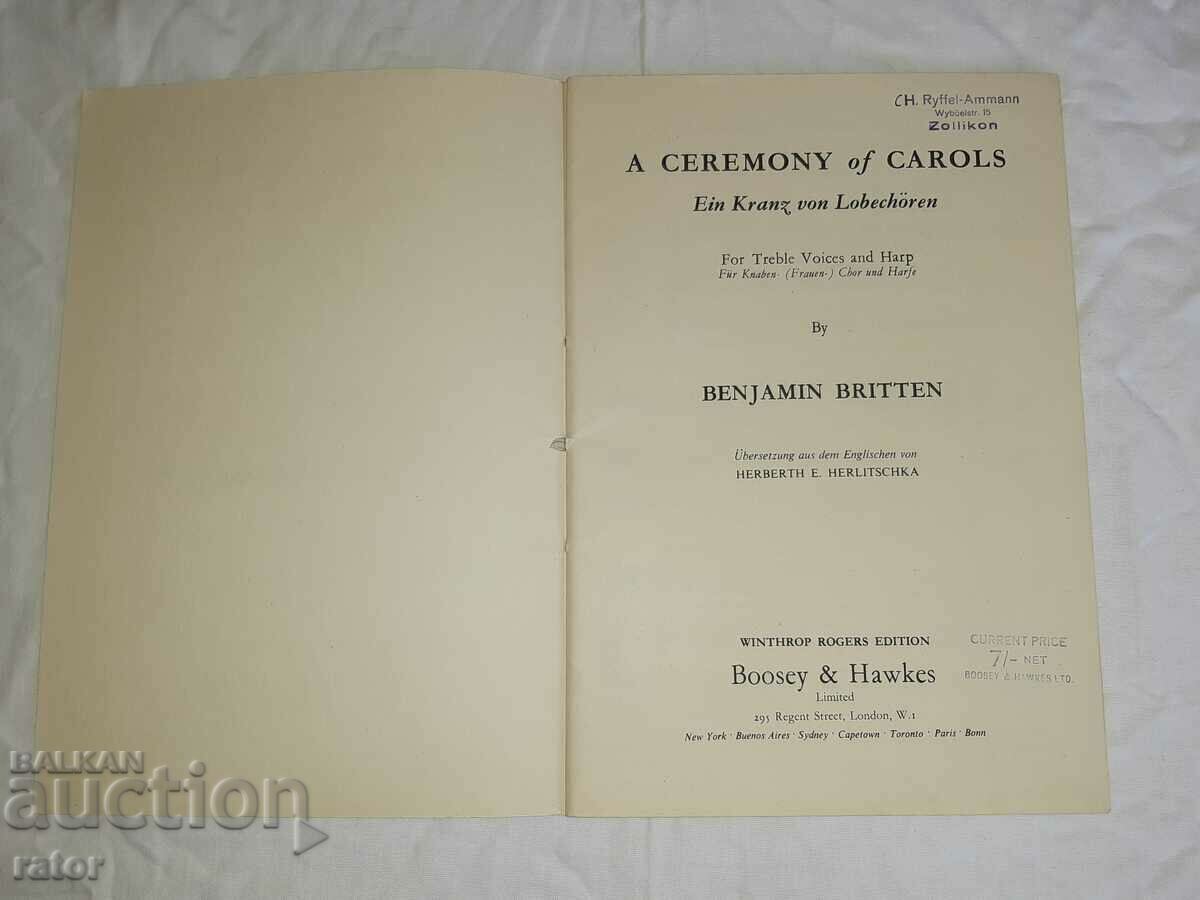 CH. Ryffel-Ammann
Wybüelstr. 15
Zollikon
A CEREMONY of CAROLS
Ein Kranz von Lobechören
For Treble Voices and Harp
Für Knaben- (Frauen-) Chor und Harfe
By
BENJAMIN BRITTEN
Übersetzung aus dem Englischen von
HERBERTH E. HERLITSCHKA
WINTHROP ROGERS EDITION
Boosey & Hawkes
Limited
295 Regent Street, London, W.1
New York · Buenos Aires · Sydney · Capetown · Toronto · Paris · Bonn
CURRENT PRICE
7/- NET
BOOSEY & HAWKES LTD.
BALKAN
auction
rator